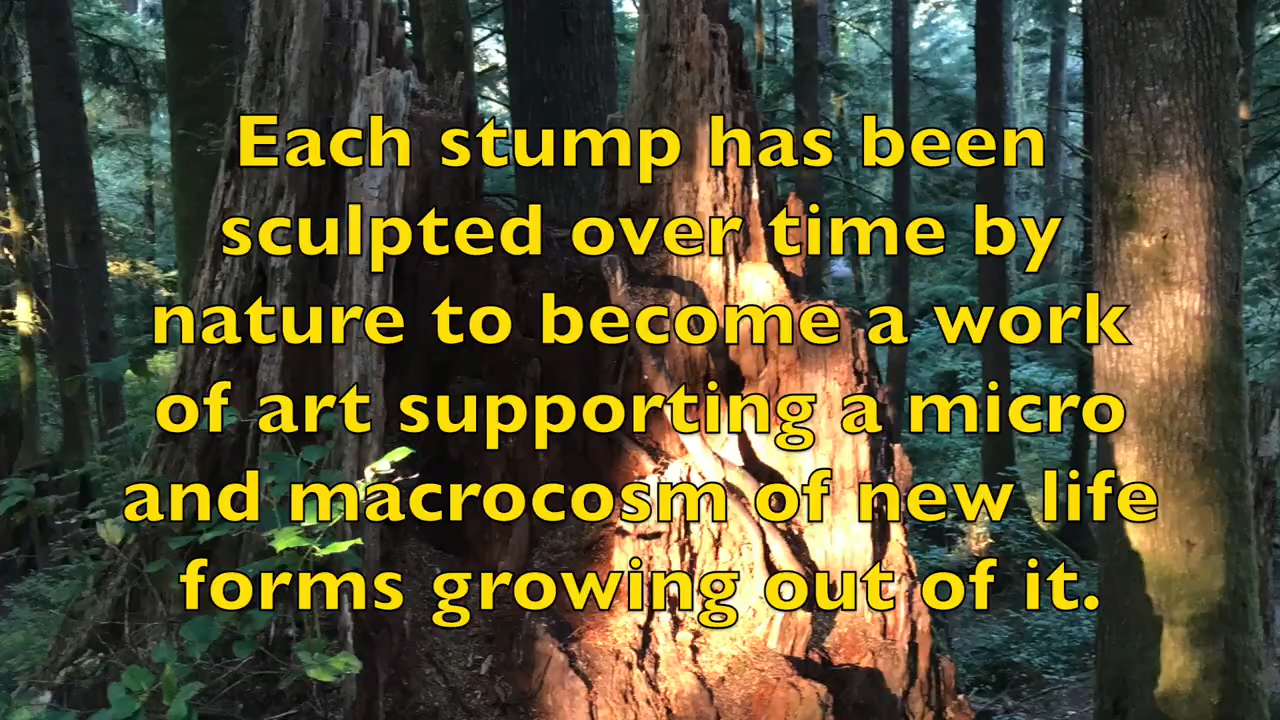 Each stump has been
sculpted over time by
nature to become a work
of art supporting a micro
and macrocosm of new life
forms growing out of it.